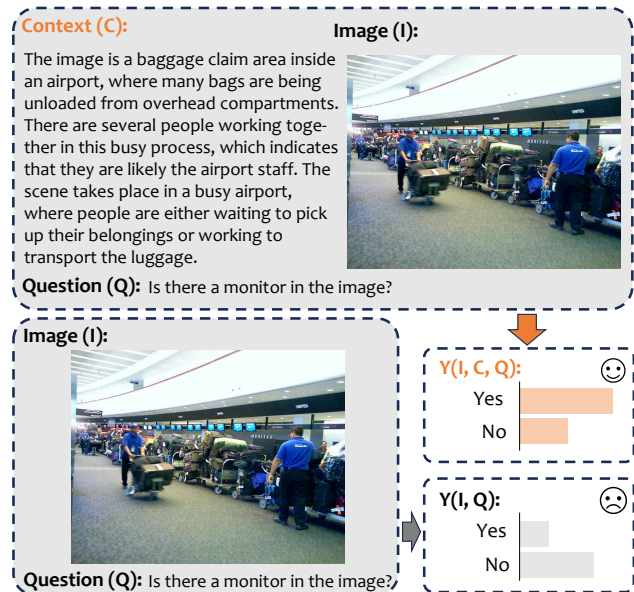 Context (C):
Image (I):
The image is a baggage claim area inside
an airport, where many bags are being
unloaded from overhead compartments.
There are several people working toge-
ther in this busy process, which indicates
that they are likely the airport staff. The
scene takes place in a busy airport,
where people are either waiting to pick
up their belongings or working to
transport the luggage.
Question (Q): Is there a monitor in the image?
Image (I):
Question (Q): Is there a monitor in the image?
Y(I, C, Q):
Yes
No
Y(I, Q):
Yes
No